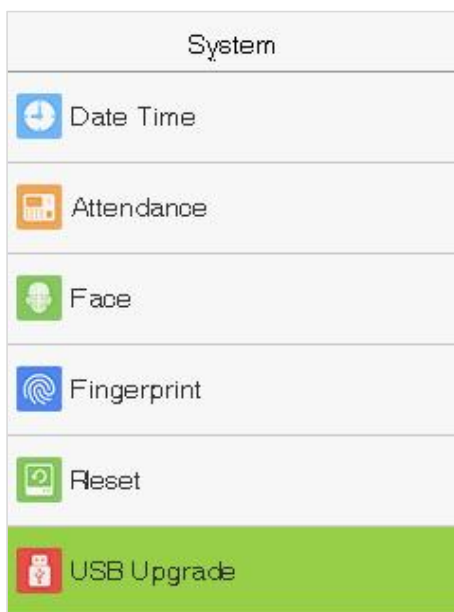 System
Date Time
Attendance
Face
Fingerprint
Reset
USB Upgrade